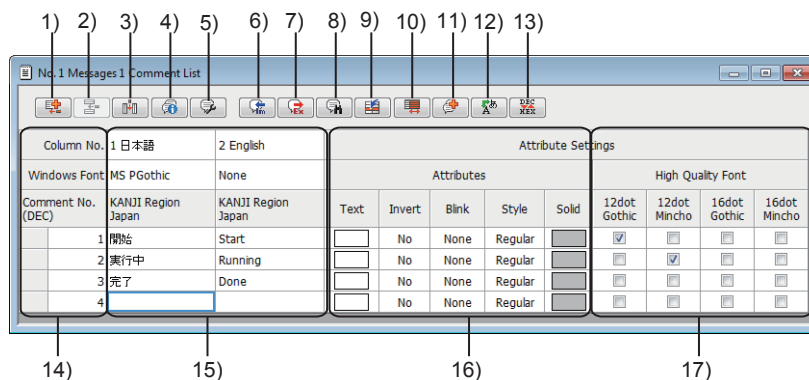 1) 2) 3) 4) 5) 6) 7) 8) 9) 10) 11) 12) 13)
No. 1 Messages 1 Comment List
Im Ex DEC HEX
Column No. 1 日本語 2 English Attribute Settings
Windows Font MS PGothic None Attributes High Quality Font
Comment No. (DEC) KANJI Region Japan KANJI Region Japan Text Invert Blink Style Solid 12dot Gothic 12dot Mincho 16dot Gothic 16dot Mincho
1 開始 Start No None Regular
2 実行中 Running No None Regular
3 完了 Done No None Regular
4 No None Regular
14) 15) 16) 17)